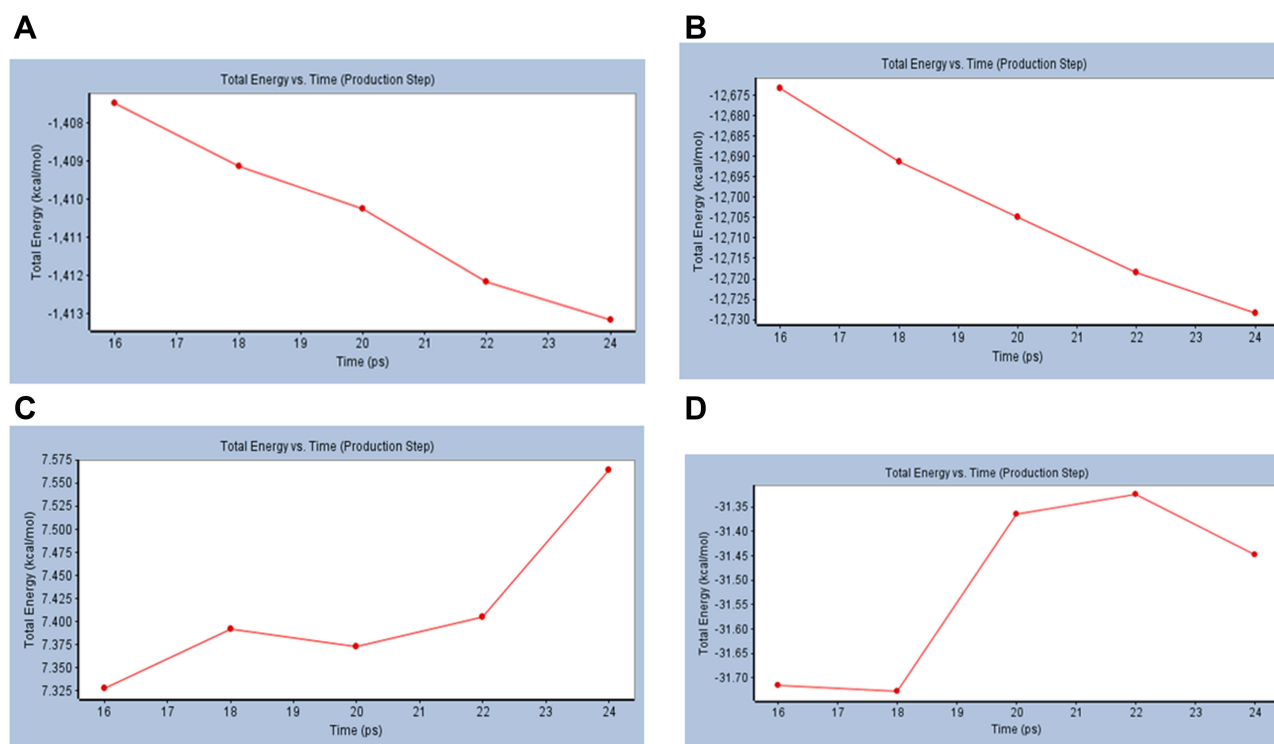 A
Total Energy vs. Time (Production Step)
Total Energy (kcal/mol)
-1,408
-1,409
-1,410
-1,411
-1,412
-1,413
16 17 18 19 20 21 22 23 24
Time (ps)
B
Total Energy vs. Time (Production Step)
Total Energy (kcal/mol)
-12,675
-12,680
-12,685
-12,690
-12,695
-12,700
-12,705
-12,710
-12,715
-12,720
-12,725
-12,730
16 17 18 19 20 21 22 23 24
Time (ps)
C
Total Energy vs. Time (Production Step)
Total Energy (kcal/mol)
7.575
7.550
7.525
7.500
7.475
7.450
7.425
7.400
7.375
7.350
7.325
16 17 18 19 20 21 22 23 24
Time (ps)
D
Total Energy vs. Time (Production Step)
Total Energy (kcal/mol)
-31.35
-31.40
-31.45
-31.50
-31.55
-31.60
-31.65
-31.70
16 17 18 19 20 21 22 23 24
Time (ps)